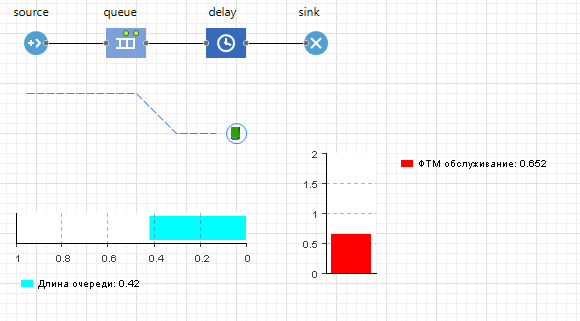 source queue delay sink
2
ФТМ обслуживание: 0.652
1.5
1
0.5
0
1 0.8 0.6 0.4 0.2 0
Длина очереди: 0.42